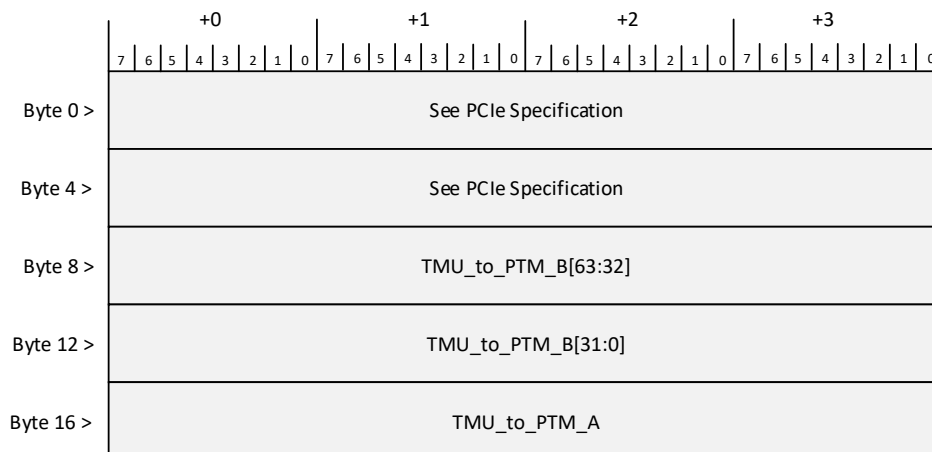 +0 +1 +2 +3
7 6 5 4 3 2 1 0 7 6 5 4 3 2 1 0 7 6 5 4 3 2 1 0 7 6 5 4 3 2 1 0
Byte 0 > See PCIe Specification
Byte 4 > See PCIe Specification
Byte 8 > TMU_to_PTM_B[63:32]
Byte 12 > TMU_to_PTM_B[31:0]
Byte 16 > TMU_to_PTM_A